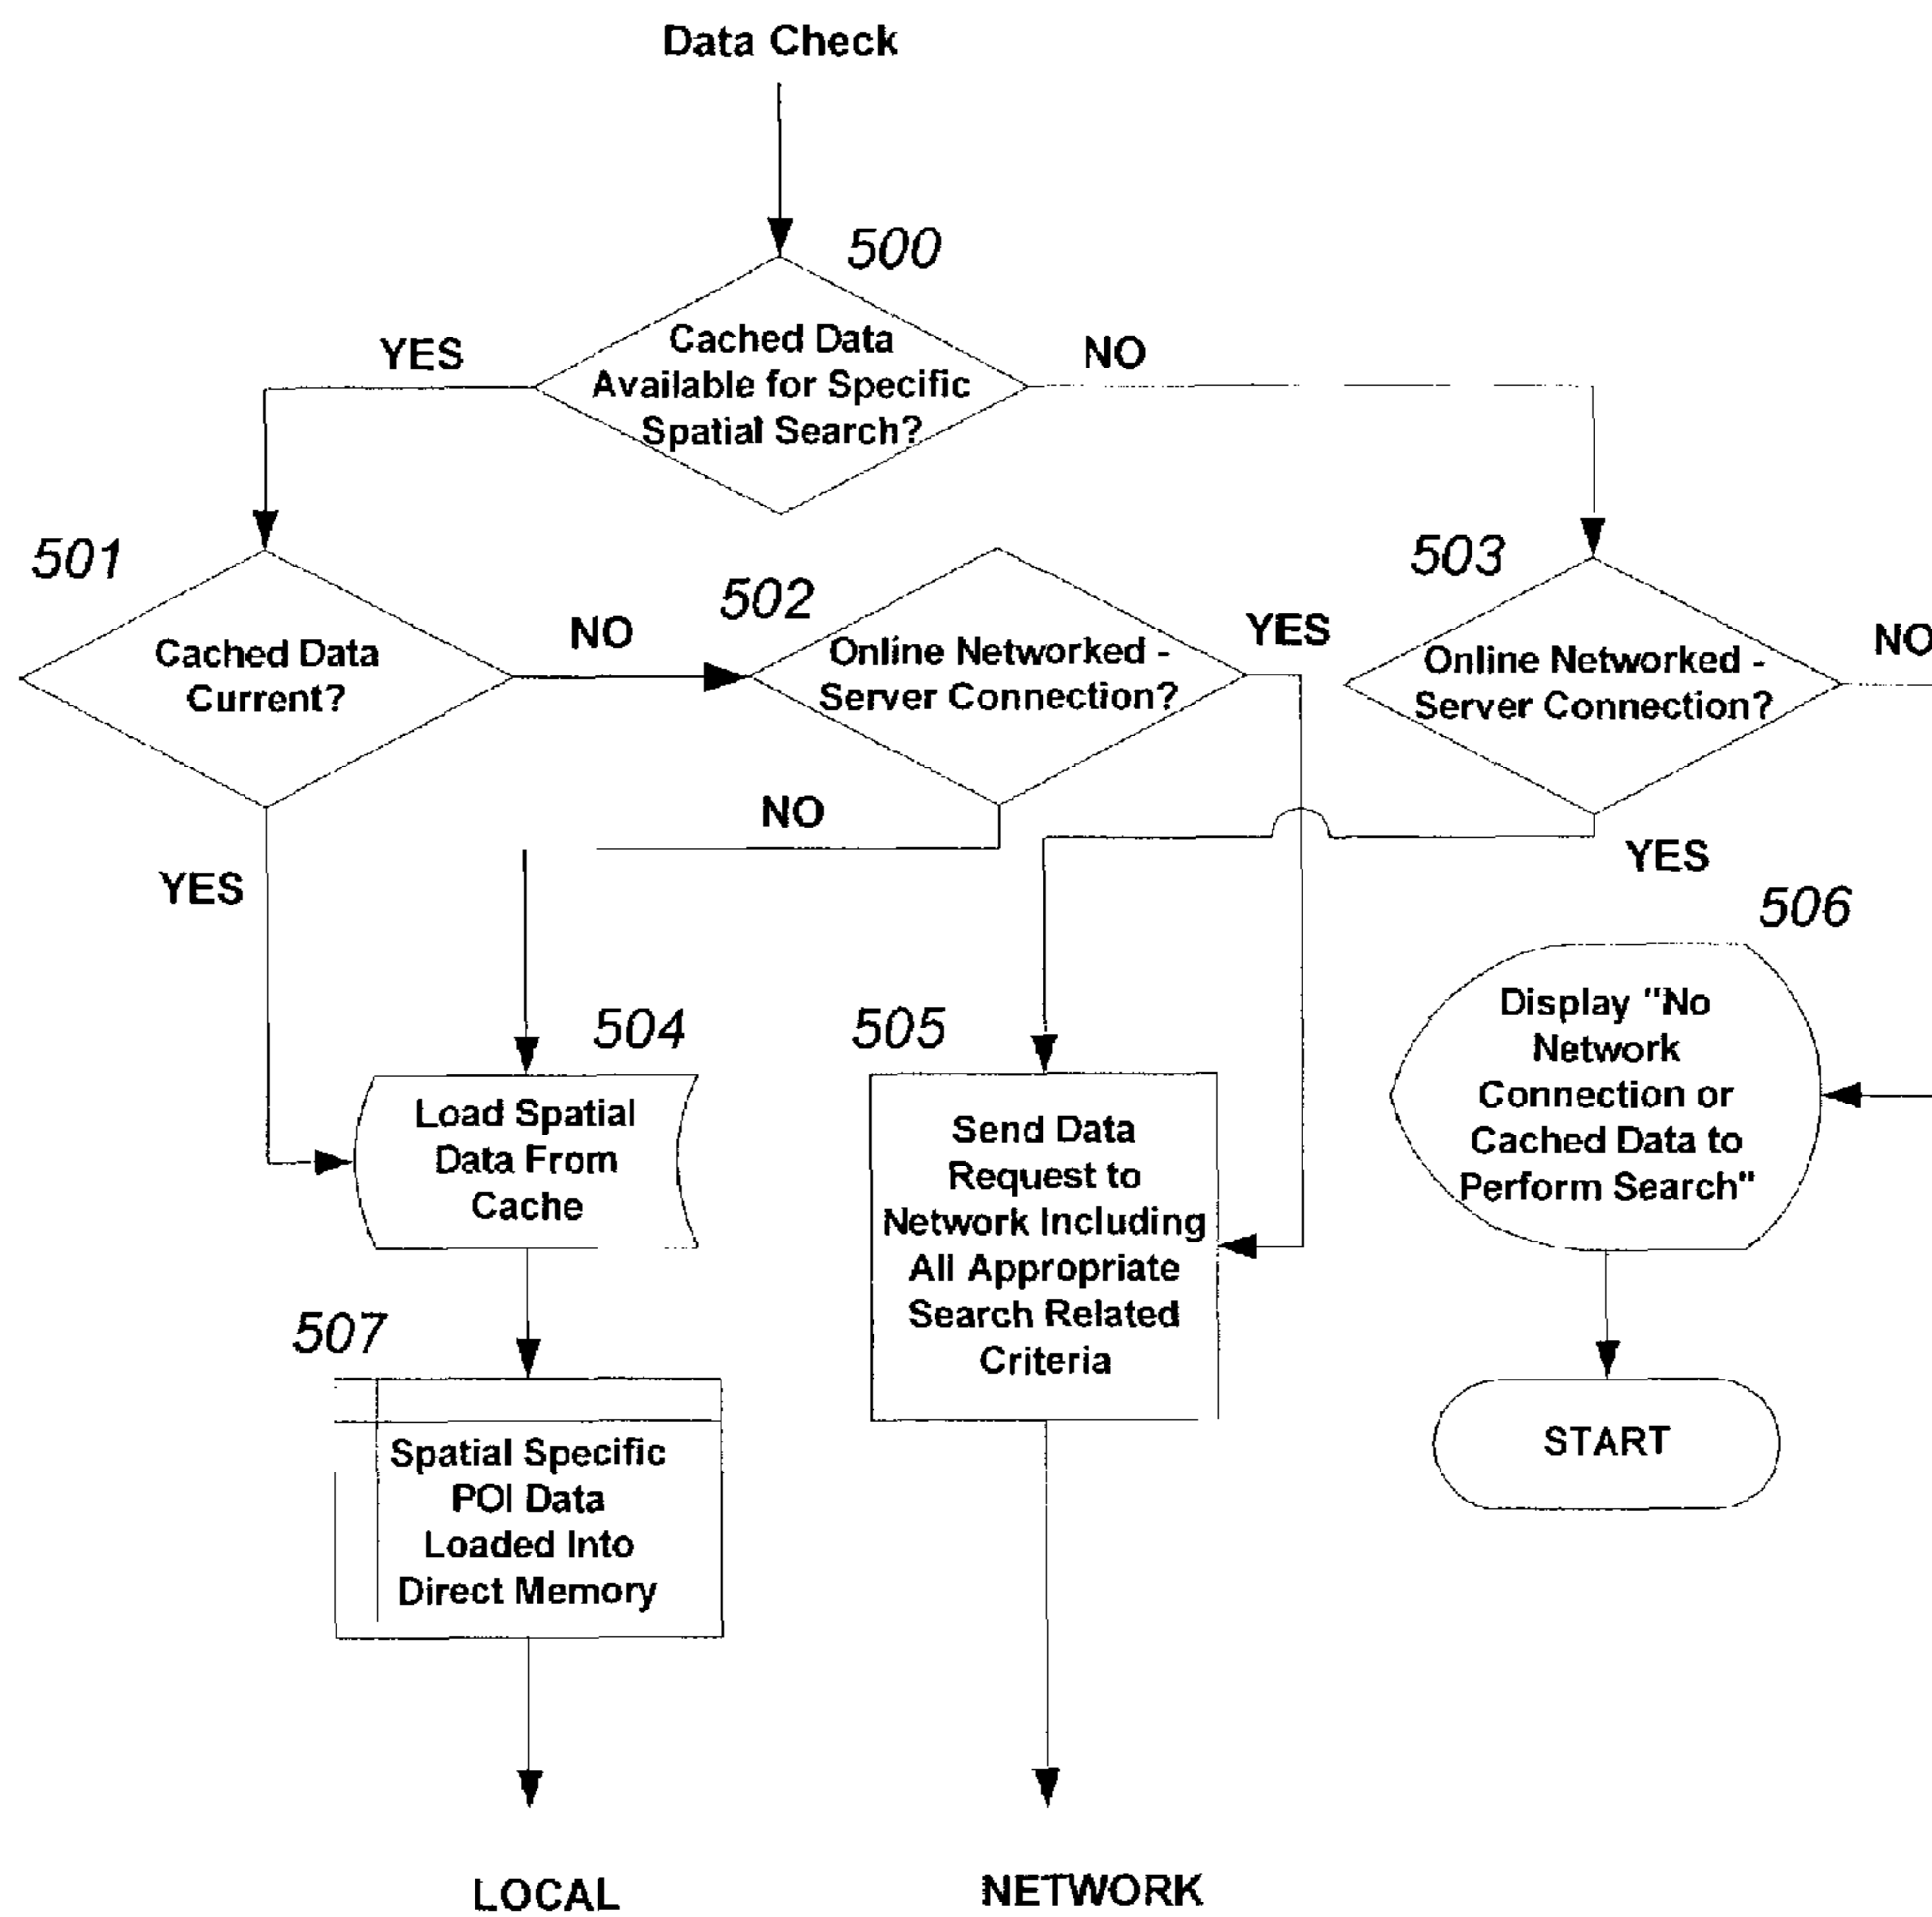 Data Check
500
Cached Data
Available for Specific
Spatial Search?
YES
NO
501
Cached Data
Current?
NO
YES
502
Online Networked -
Server Connection?
YES
NO
503
Online Networked -
Server Connection?
NO
YES
504
Load Spatial
Data From
Cache
505
Send Data
Request to
Network Including
All Appropriate
Search Related
Criteria
506
Display "No
Network
Connection or
Cached Data to
Perform Search"
507
Spatial Specific
POI Data
Loaded Into
Direct Memory
START
LOCAL
NETWORK